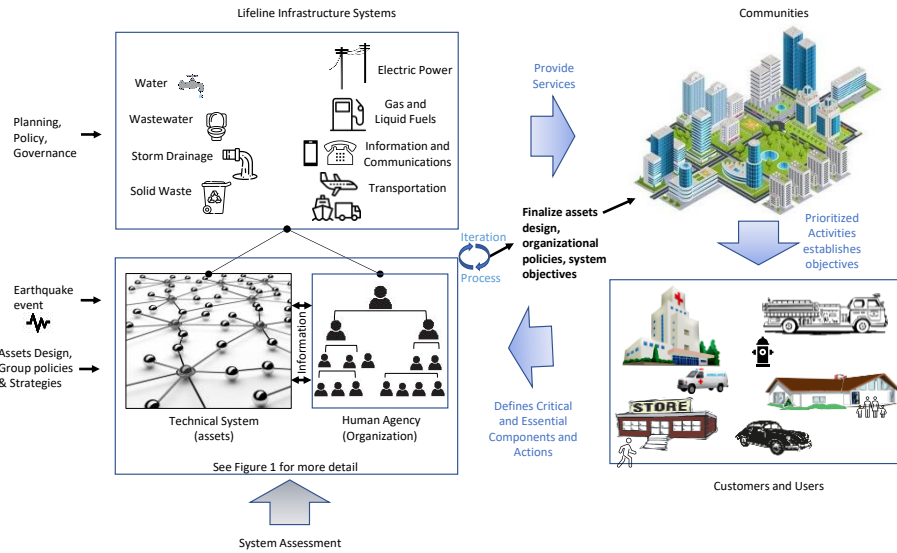 Lifeline Infrastructure Systems
Communities
Planning,
Policy,
Governance
Water
Wastewater
Storm Drainage
Solid Waste
Electric Power
Gas and
Liquid Fuels
Information and
Communications
Transportation
Provide
Services
Iteration
Process
Finalize assets
design,
organizational
policies, system
objectives
Prioritized
Activities
establishes
objectives
Earthquake
event
Assets Design,
Group policies
& Strategies
Information
Technical System
(assets)
Human Agency
(Organization)
See Figure 1 for more detail
Defines Critical
and Essential
Components and
Actions
AMBULANCE
STORE
Customers and Users
System Assessment